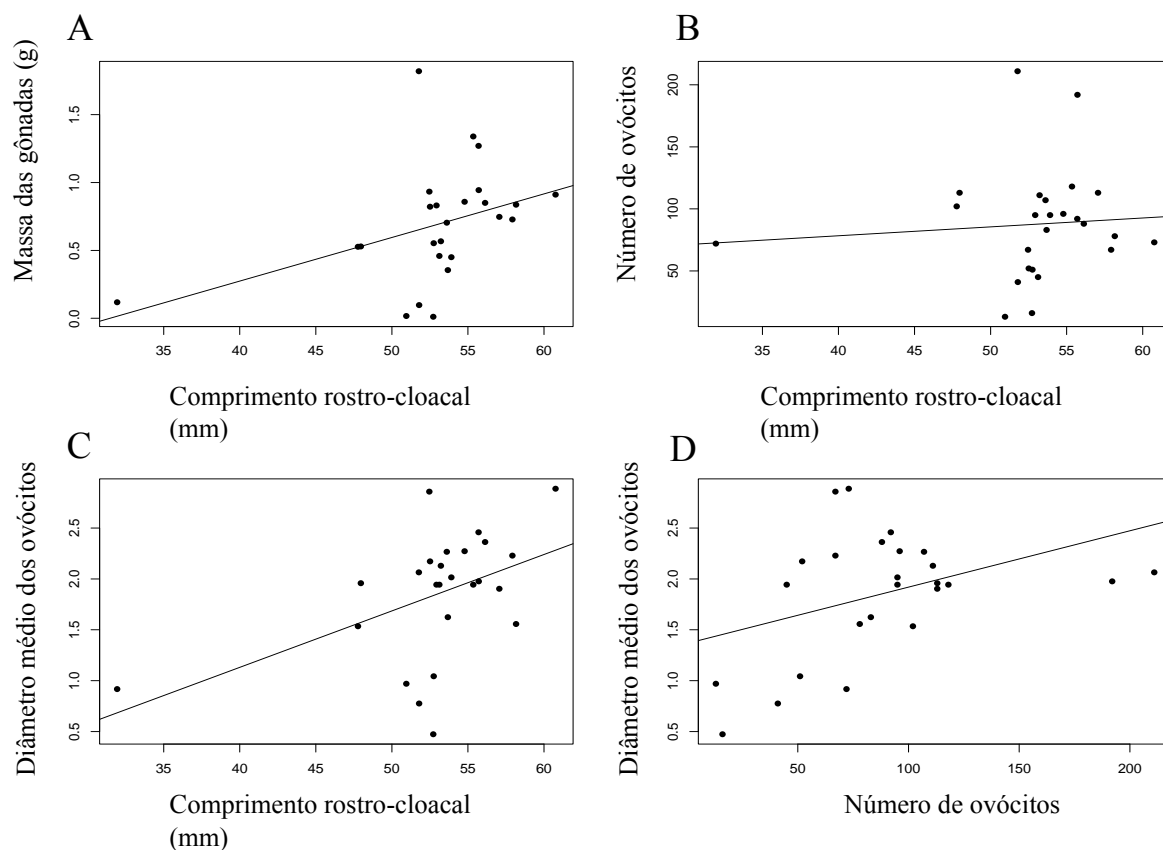 A
Massa das gônadas (g)
1.5
1.0
0.5
0.0
35 40 45 50 55 60
Comprimento rostro-cloacal
(mm)
B
Número de ovócitos
200
150
100
50
35 40 45 50 55 60
Comprimento rostro-cloacal
(mm)
C
Diâmetro médio dos ovócitos
2.5
2.0
1.5
1.0
0.5
35 40 45 50 55 60
Comprimento rostro-cloacal
(mm)
D
Diâmetro médio dos ovócitos
2.5
2.0
1.5
1.0
0.5
50 100 150 200
Número de ovócitos